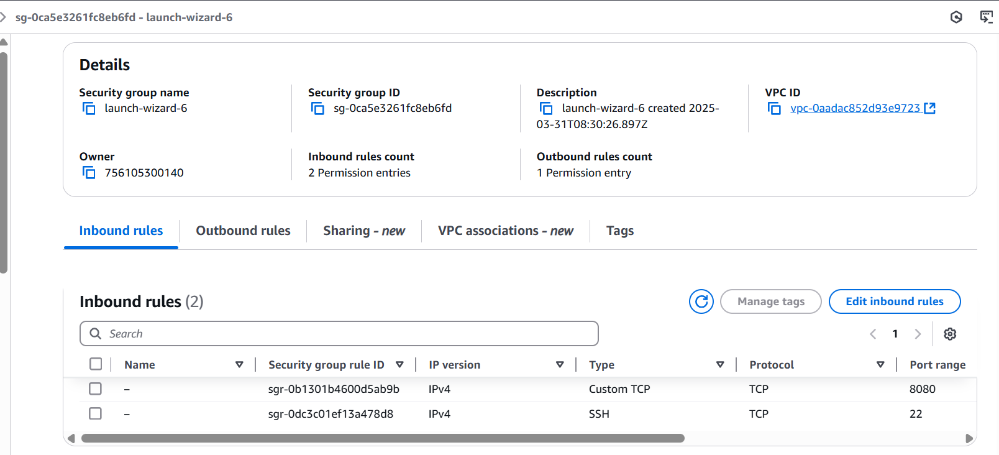 sg-0ca5e3261fc8eb6fd - launch-wizard-6
Details
Security group name
launch-wizard-6
Security group ID
sg-0ca5e3261fc8eb6fd
Description
launch-wizard-6 created 2025-
03-31T08:30:26.897Z
VPC ID
vpc-0aadac852d93e9723
Owner
756105300140
Inbound rules count
2 Permission entries
Outbound rules count
1 Permission entry
Inbound rules Outbound rules Sharing - new VPC associations - new Tags
Inbound rules (2)
Manage tags
Edit inbound rules
Search
1
Name Security group rule ID IP version Type Protocol Port range
– sgr-0b1301b4600d5ab9b IPv4 Custom TCP TCP 8080
– sgr-0dc3c01ef13a478d8 IPv4 SSH TCP 22